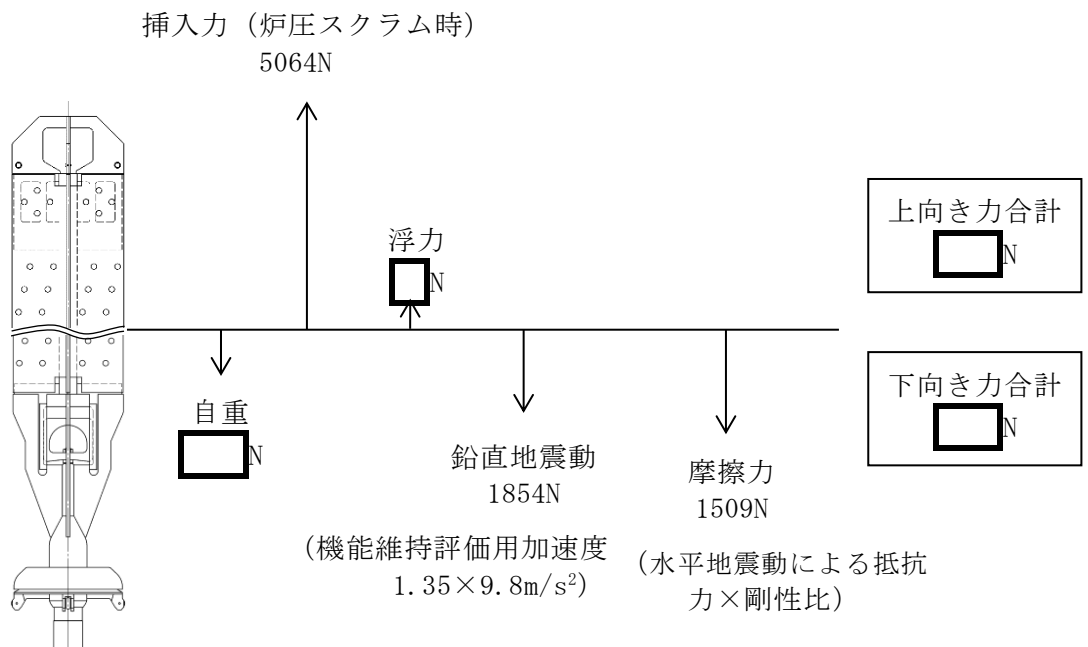 挿入力（炉圧スクラム時）
5064N
浮力
N
上向き力合計
N
自重
N
鉛直地震動
1854N
（機能維持評価用加速度
1.35×9.8m/s²）
摩擦力
1509N
（水平地震動による抵抗
力×剛性比）
下向き力合計
N